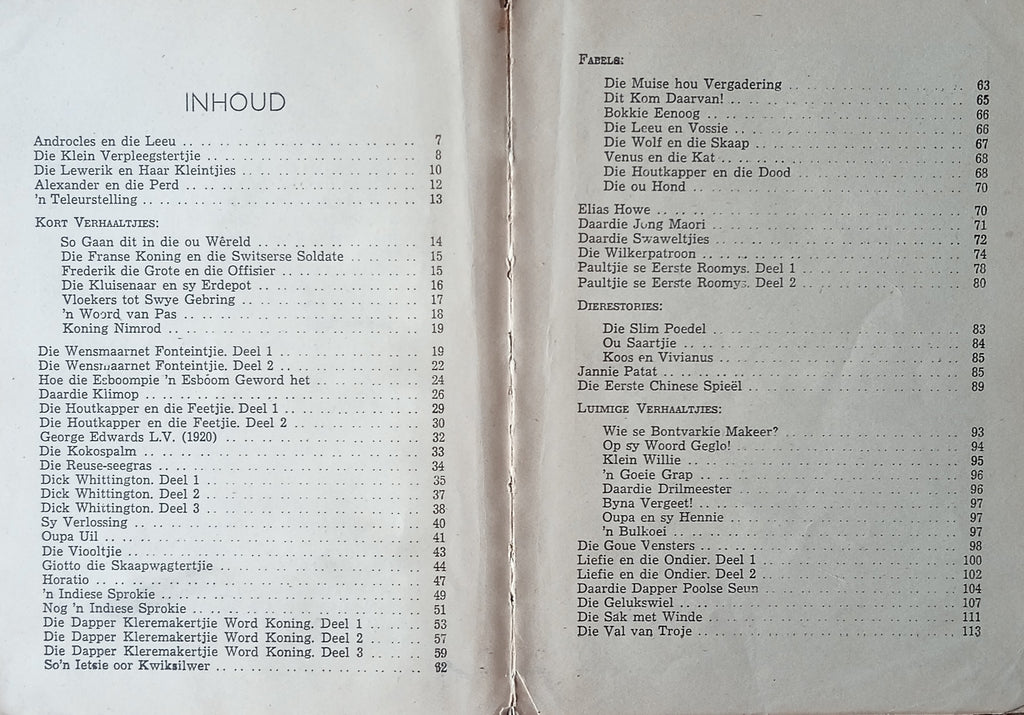 INHOUD
Androcles en die Leeu .. .. .. .. .. .. .. .. .. .. 7
Die Klein Verpleegstertjie .. .. .. .. .. .. .. .. .. 8
Die Lewerik en Haar Kleintjies .. .. .. .. .. .. .. .. 10
Alexander en die Perd .. .. .. .. .. .. .. .. .. .. 12
'n Teleurstelling .. .. .. .. .. .. .. .. .. .. .. 13
KORT VERHAALTJIES:
So Gaan dit in die ou Wêreld .. .. .. .. .. .. .. 14
Die Franse Koning en die Switserse Soldate .. .. .. .. 15
Frederik die Grote en die Offisier .. .. .. .. .. .. 15
Die Kluisenaar en sy Erdepot .. .. .. .. .. .. .. 16
Vloekers tot Swye Gebring .. .. .. .. .. .. .. .. 17
'n Woord van Pas .. .. .. .. .. .. .. .. .. .. 18
Koning Nimrod .. .. .. .. .. .. .. .. .. .. 19
Die Wensmaarnet Fonteintjie. Deel 1 .. .. .. .. .. .. 19
Die Wensmaarnet Fonteintjie. Deel 2 .. .. .. .. .. .. 22
Hoe die Esboompie 'n Esboom Geword het .. .. .. .. .. 24
Daardie Klimop .. .. .. .. .. .. .. .. .. .. .. 26
Die Houtkapper en die Feetjie. Deel 1 .. .. .. .. .. .. 29
Die Houtkapper en die Feetjie. Deel 2 .. .. .. .. .. .. 30
George Edwards L.V. (1920) .. .. .. .. .. .. .. .. 32
Die Kokospalm .. .. .. .. .. .. .. .. .. .. .. 33
Die Reuse-seegras .. .. .. .. .. .. .. .. .. .. .. 34
Dick Whittington. Deel 1 .. .. .. .. .. .. .. .. .. 35
Dick Whittington. Deel 2 .. .. .. .. .. .. .. .. .. 37
Dick Whittington. Deel 3 .. .. .. .. .. .. .. .. .. 38
Sy Verlossing .. .. .. .. .. .. .. .. .. .. .. 40
Oupa Uil .. .. .. .. .. .. .. .. .. .. .. .. 41
Die Viooltjie .. .. .. .. .. .. .. .. .. .. .. .. 43
Giotto die Skaapwagtertjie .. .. .. .. .. .. .. .. .. 44
Horatio .. .. .. .. .. .. .. .. .. .. .. .. .. 47
'n Indiese Sprokie .. .. .. .. .. .. .. .. .. .. 49
Nog 'n Indiese Sprokie .. .. .. .. .. .. .. .. .. 51
Die Dapper Kleremakertjie Word Koning. Deel 1 .. .. .. 53
Die Dapper Kleremakertjie Word Koning. Deel 2 .. .. .. 57
Die Dapper Kleremakertjie Word Koning. Deel 3 .. .. .. 59
So'n Ietsie oor Kwiksilwer .. .. .. .. .. .. .. .. 62
FABELS:
Die Muise hou Vergadering .. .. .. .. .. .. .. 63
Dit Kom Daarvan! .. .. .. .. .. .. .. .. .. 65
Bokkie Eenoog .. .. .. .. .. .. .. .. .. .. 66
Die Leeu en Vossie .. .. .. .. .. .. .. .. .. 66
Die Wolf en die Skaap .. .. .. .. .. .. .. .. 67
Venus en die Kat .. .. .. .. .. .. .. .. .. 68
Die Houtkapper en die Dood .. .. .. .. .. .. .. 68
Die ou Hond .. .. .. .. .. .. .. .. .. .. 70
Elias Howe .. .. .. .. .. .. .. .. .. .. .. 70
Daardie Jong Maori .. .. .. .. .. .. .. .. .. .. 71
Daardie Swaweltjies .. .. .. .. .. .. .. .. .. .. 72
Die Wilkerpatroon .. .. .. .. .. .. .. .. .. .. 74
Paultjie se Eerste Roomys. Deel 1 .. .. .. .. .. .. 78
Paultjie se Eerste Roomys. Deel 2 .. .. .. .. .. .. 80
DIERESTORIES:
Die Slim Poedel .. .. .. .. .. .. .. .. .. 83
Ou Saartjie .. .. .. .. .. .. .. .. .. .. 84
Koos en Vivianus .. .. .. .. .. .. .. .. .. 85
Jannie Patat .. .. .. .. .. .. .. .. .. .. .. 85
Die Eerste Chinese Spieël .. .. .. .. .. .. .. .. 89
LUIMIGE VERHAALTJIES:
Wie se Bontvarkie Makeer? .. .. .. .. .. .. .. 93
Op sy Woord Geglo! .. .. .. .. .. .. .. .. 94
Klein Willie .. .. .. .. .. .. .. .. .. .. 95
'n Goeie Grap .. .. .. .. .. .. .. .. .. .. 96
Daardie Drilmeester .. .. .. .. .. .. .. .. 96
Byna Vergeet! .. .. .. .. .. .. .. .. .. .. 97
Oupa en sy Hennie .. .. .. .. .. .. .. .. .. 97
'n Bulkoei .. .. .. .. .. .. .. .. .. .. .. 97
Die Goue Vensters .. .. .. .. .. .. .. .. .. .. 98
Liefie en die Ondier. Deel 1 .. .. .. .. .. .. .. 100
Liefie en die Ondier. Deel 2 .. .. .. .. .. .. .. 102
Daardie Dapper Poolse Seun .. .. .. .. .. .. .. 104
Die Gelukswiel .. .. .. .. .. .. .. .. .. .. 107
Die Sak met Winde .. .. .. .. .. .. .. .. .. .. 111
Die Val van Troje .. .. .. .. .. .. .. .. .. .. 113